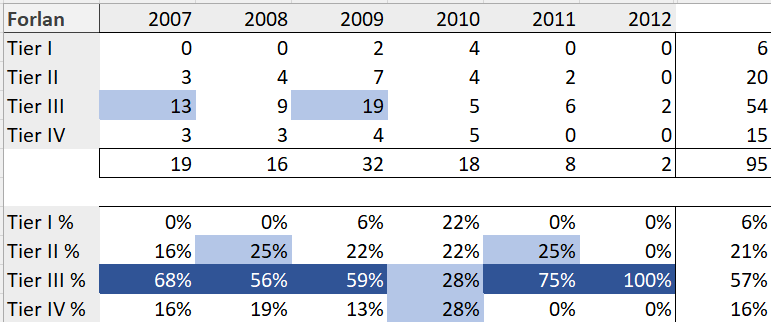 Forlan 2007 2008 2009 2010 2011 2012
Tier I 0 0 2 4 0 0 6
Tier II 3 4 7 4 2 0 20
Tier III 13 9 19 5 6 2 54
Tier IV 3 3 4 5 0 0 15
19 16 32 18 8 2 95
Tier I % 0% 0% 6% 22% 0% 0% 6%
Tier II % 16% 25% 22% 22% 25% 0% 21%
Tier III % 68% 56% 59% 28% 75% 100% 57%
Tier IV % 16% 19% 13% 28% 0% 0% 16%